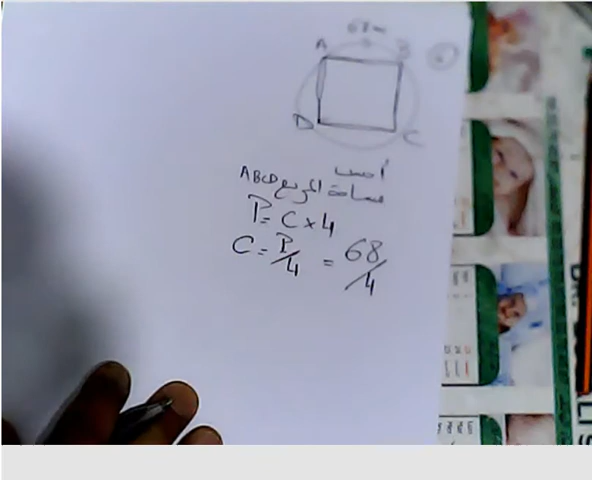 68m
A B
D C
أحسب
مساحة المربع ABCD
P = C × 4
C = P/4 = 68/4